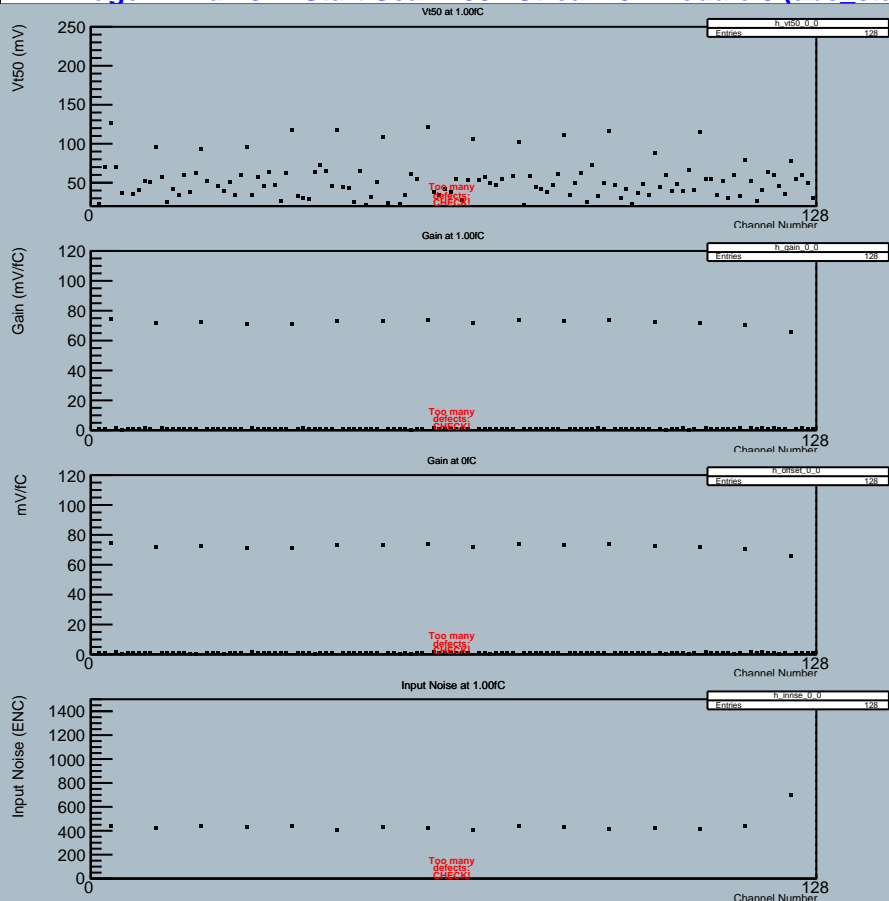 Vt50 at 1.00fC
h_vt50_0_0
Entries 128
Vt50 (mV)
250
200
150
100
50
0
128
Too many
defects:
CHECK!
Channel Number
Gain at 1.00fC
h_gain_0_0
Entries 128
Gain (mV/fC)
120
100
80
60
40
20
0
0
128
Too many
defects:
CHECK!
Channel Number
Gain at 0fC
h_offset_0_0
Entries 128
mV/fC
120
100
80
60
40
20
0
0
128
Too many
defects:
CHECK!
Channel Number
Input Noise at 1.00fC
h_innse_0_0
Entries 128
Input Noise (ENC)
1400
1200
1000
800
600
400
200
0
0
128
Too many
defects:
CHECK!
Channel Number